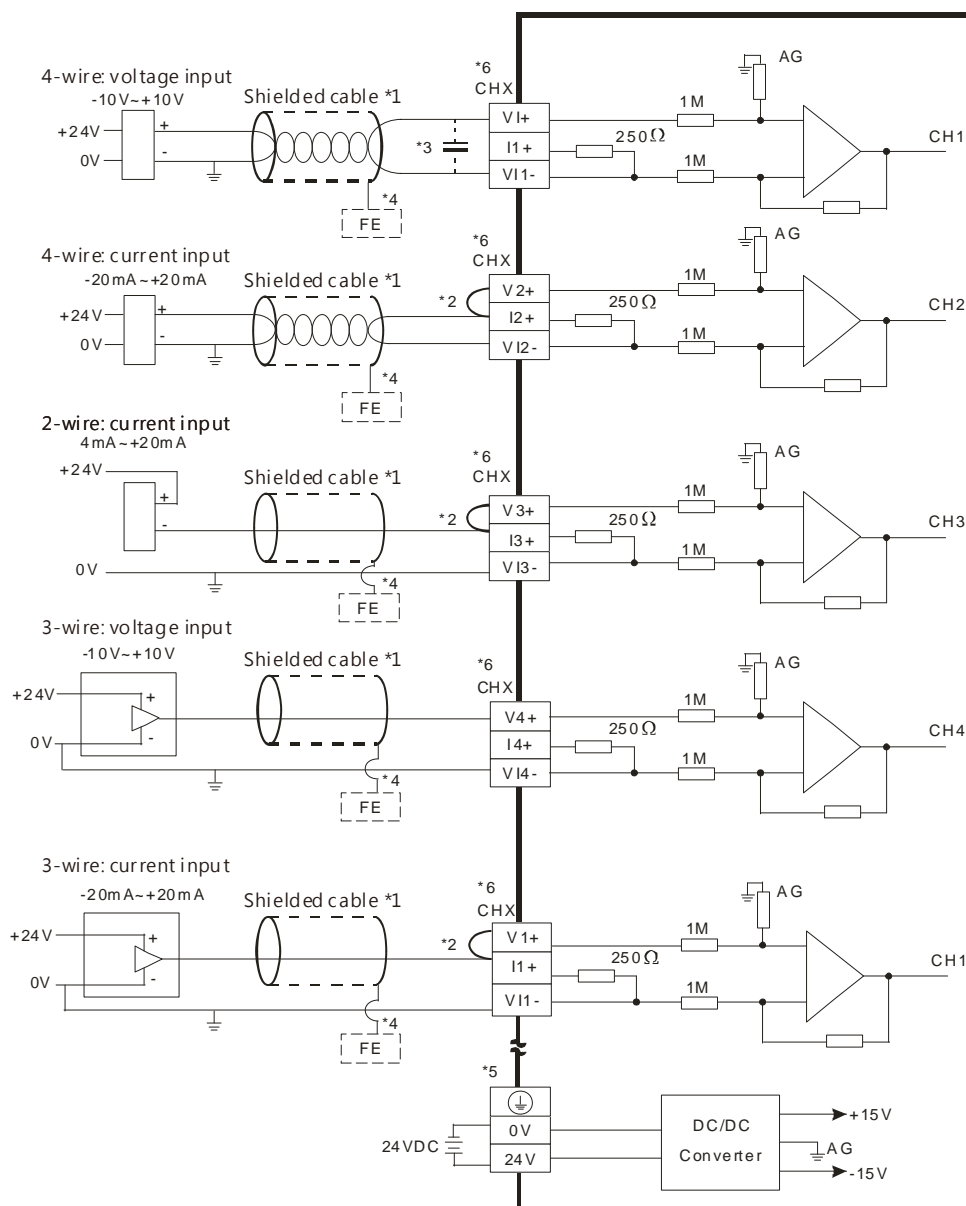 4-wire: voltage input
-10V~+10V
+24V
0V
+
-
Shielded cable *1
*3
*4
FE
*6
CHX
VI+
I1+
VI1-
250Ω
1M
1M
AG
CH1
4-wire: current input
-20mA~+20mA
+24V
0V
+
-
Shielded cable *1
*2
*4
FE
*6
CHX
V2+
I2+
VI2-
250Ω
1M
1M
AG
CH2
2-wire: current input
4mA~+20mA
+24V
+
-
0V
Shielded cable *1
*2
*4
FE
*6
CHX
V3+
I3+
VI3-
250Ω
1M
1M
AG
CH3
3-wire: voltage input
-10V~+10V
+24V
0V
+
-
Shielded cable *1
*4
FE
*6
CHX
V4+
I4+
VI4-
250Ω
1M
1M
AG
CH4
3-wire: current input
-20mA~+20mA
+24V
0V
+
-
Shielded cable *1
*2
*4
FE
*6
CHX
V1+
I1+
VI1-
250Ω
1M
1M
AG
CH1
*5
24VDC
0V
24V
DC/DC
Converter
+15V
AG
-15V